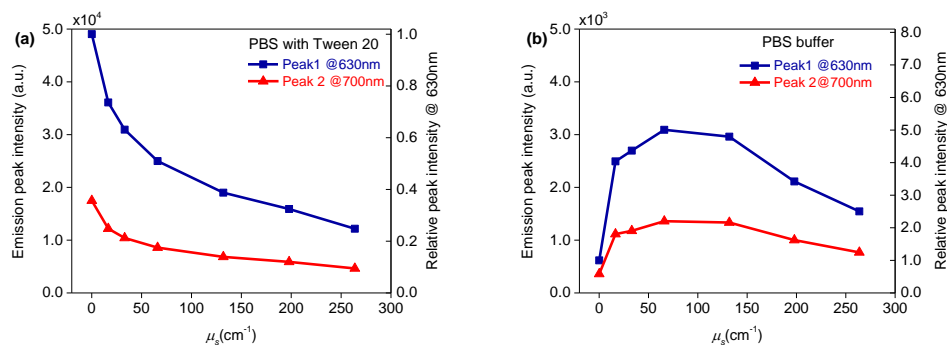 (a)
×10⁴
PBS with Tween 20
Peak1 @630nm
Peak 2 @700nm
Emission peak intensity (a.u.)
5.0
4.0
3.0
2.0
1.0
0.0
Relative peak intensity @ 630nm
1.0
0.8
0.6
0.4
0.2
0.0
0 50 100 150 200 250 300
μs(cm⁻¹)
(b)
×10³
PBS buffer
Peak1 @630nm
Peak 2@700nm
Emission peak intensity (a.u.)
5.0
4.0
3.0
2.0
1.0
0.0
Relative peak intensity @ 630nm
8.0
7.0
6.0
5.0
4.0
3.0
2.0
1.0
0.0
0 50 100 150 200 250 300
μs(cm⁻¹)